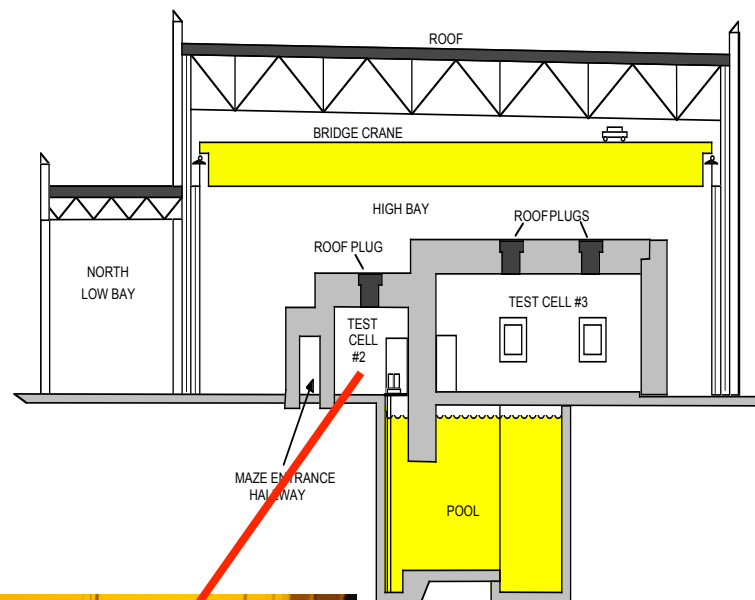 ROOF
BRIDGE CRANE
HIGH BAY
ROOF PLUGS
ROOF PLUG
NORTH
LOW BAY
TEST CELL #3
TEST
CELL
#2
MAZE ENTRANCE
HALLWAY
POOL